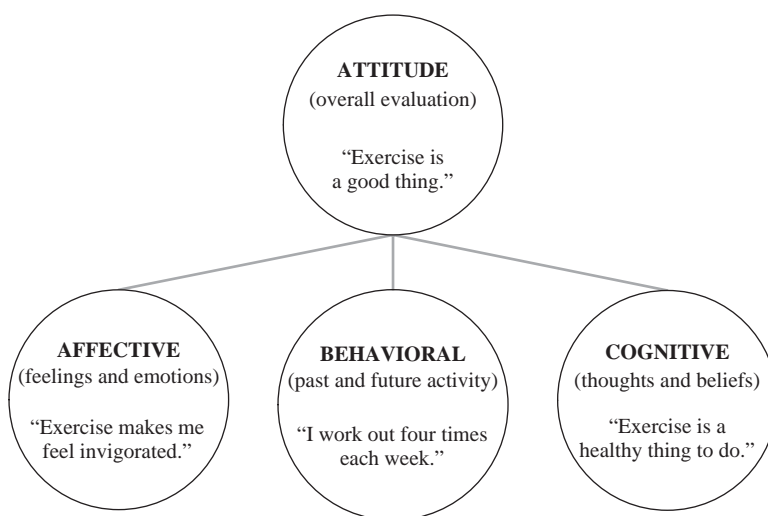 ATTITUDE
(overall evaluation)
“Exercise is
a good thing.”
AFFECTIVE
(feelings and emotions)
“Exercise makes me
feel invigorated.”
BEHAVIORAL
(past and future activity)
“I work out four times
each week.”
COGNITIVE
(thoughts and beliefs)
“Exercise is a
healthy thing to do.”